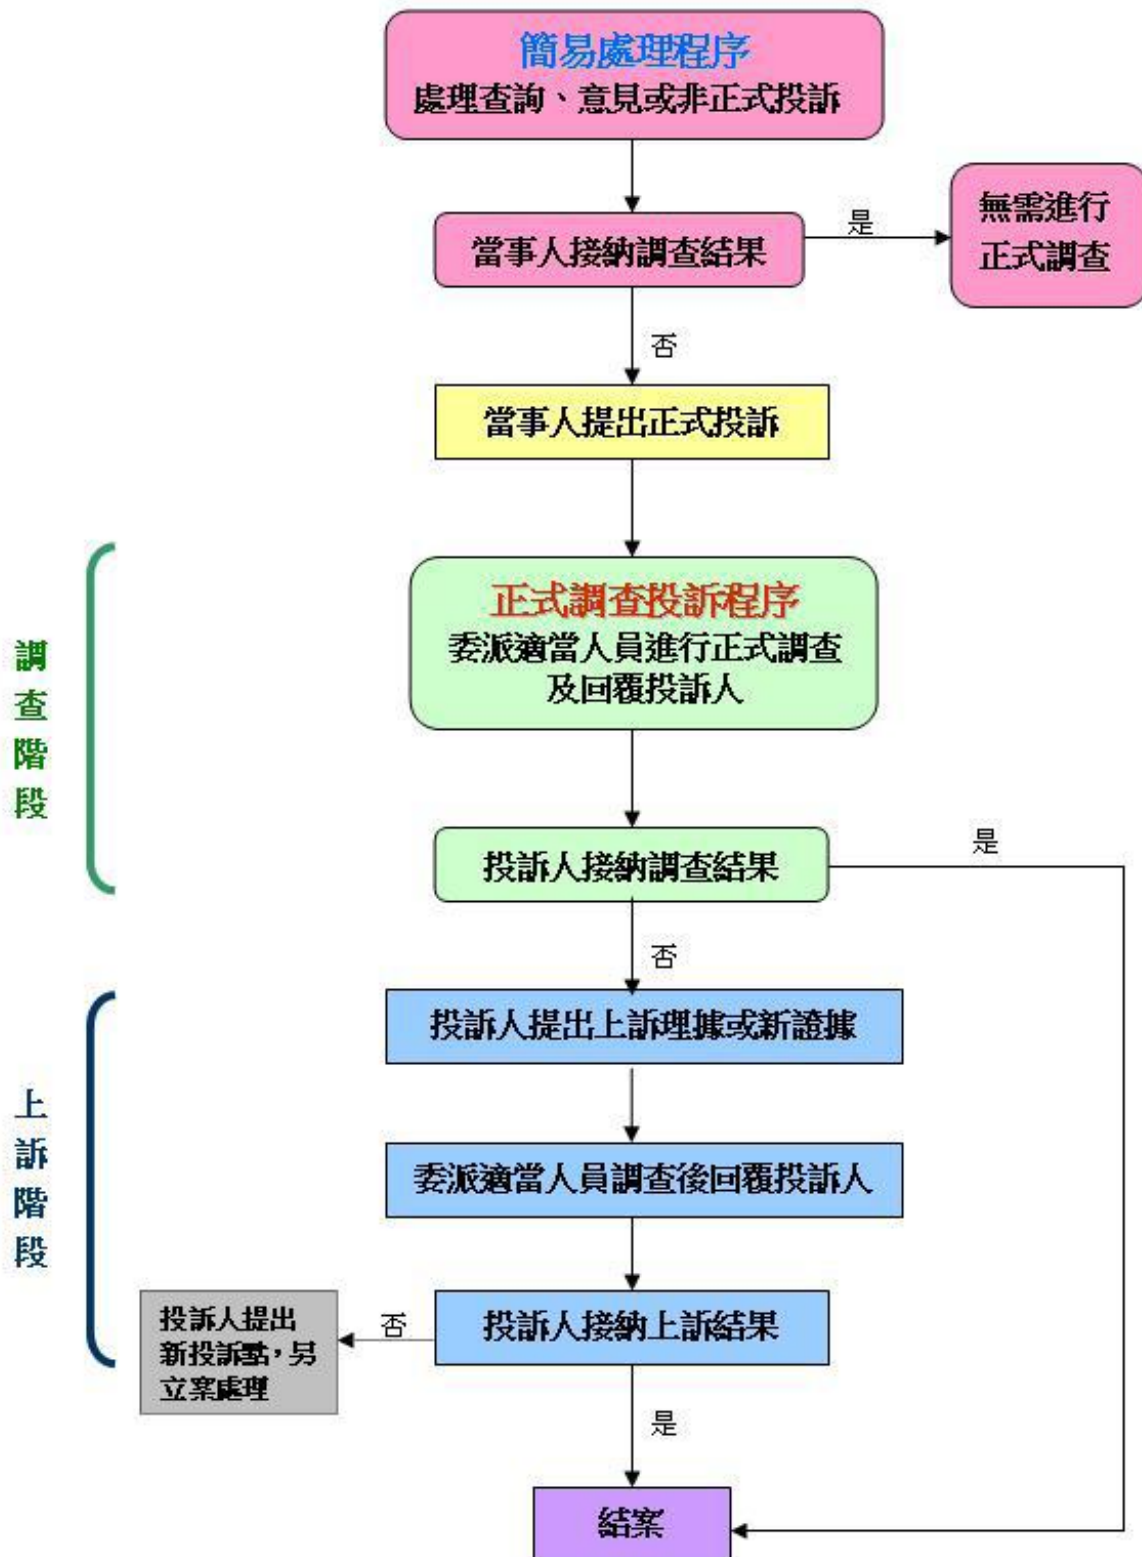 簡易處理程序
處理查詢、意見或非正式投訴
當事人接納調查結果
是
無需進行
正式調查
否
當事人提出正式投訴
調查階段
正式調查投訴程序
委派適當人員進行正式調查
及回覆投訴人
投訴人接納調查結果
是
否
上訴階段
投訴人提出上訴理據或新證據
委派適當人員調查後回覆投訴人
投訴人接納上訴結果
否
投訴人提出
新投訴點，另
立案處理
是
結案